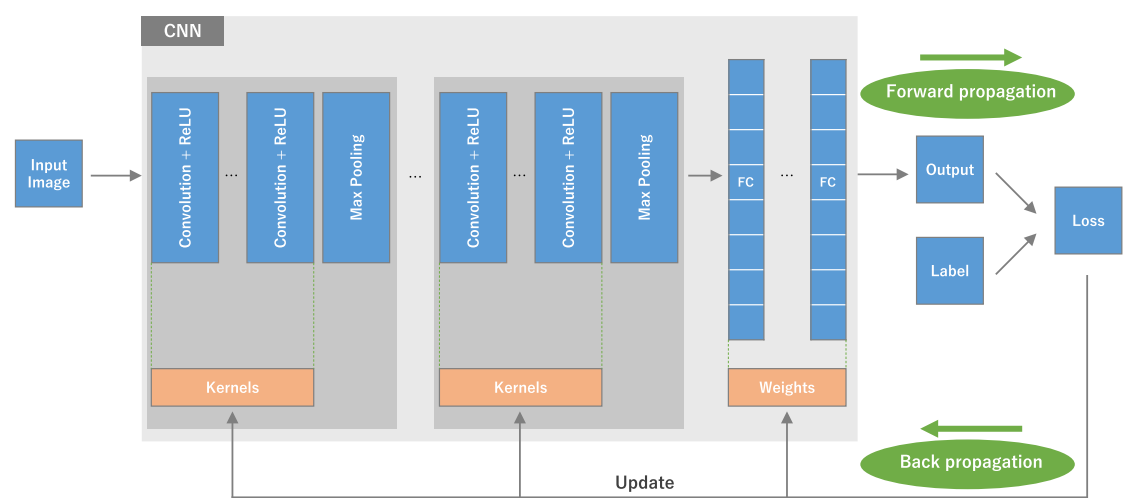 CNN
Input
Image
Convolution + ReLU
...
Convolution + ReLU
Max Pooling
...
Convolution + ReLU
...
Convolution + ReLU
Max Pooling
FC
...
FC
Kernels
Kernels
Weights
Forward propagation
Output
Label
Loss
Back propagation
Update